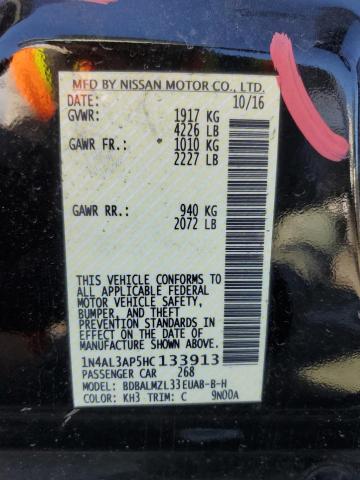 MFD BY NISSAN MOTOR CO., LTD.
DATE: 10/16
GVWR: 1917 KG
4226 LB
GAWR FR.: 1010 KG
2227 LB
GAWR RR.: 940 KG
2072 LB
THIS VEHICLE CONFORMS TO
ALL APPLICABLE FEDERAL
MOTOR VEHICLE SAFETY,
BUMPER, AND THEFT
PREVENTION STANDARDS IN
EFFECT ON THE DATE OF
MANUFACTURE SHOWN ABOVE.
1N4AL3AP5HC133913
PASSENGER CAR 268
MODEL: BDBALMZL33EUAB-B-H
COLOR: KH3 TRIM: C 9N00A